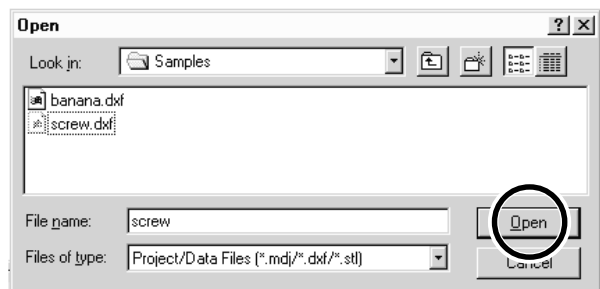 Open
Look in: Samples
banana.dxf
screw.dxf
File name: screw Open
Files of type: Project/Data Files (*.mdj/*.dxf/*.stl) Cancel